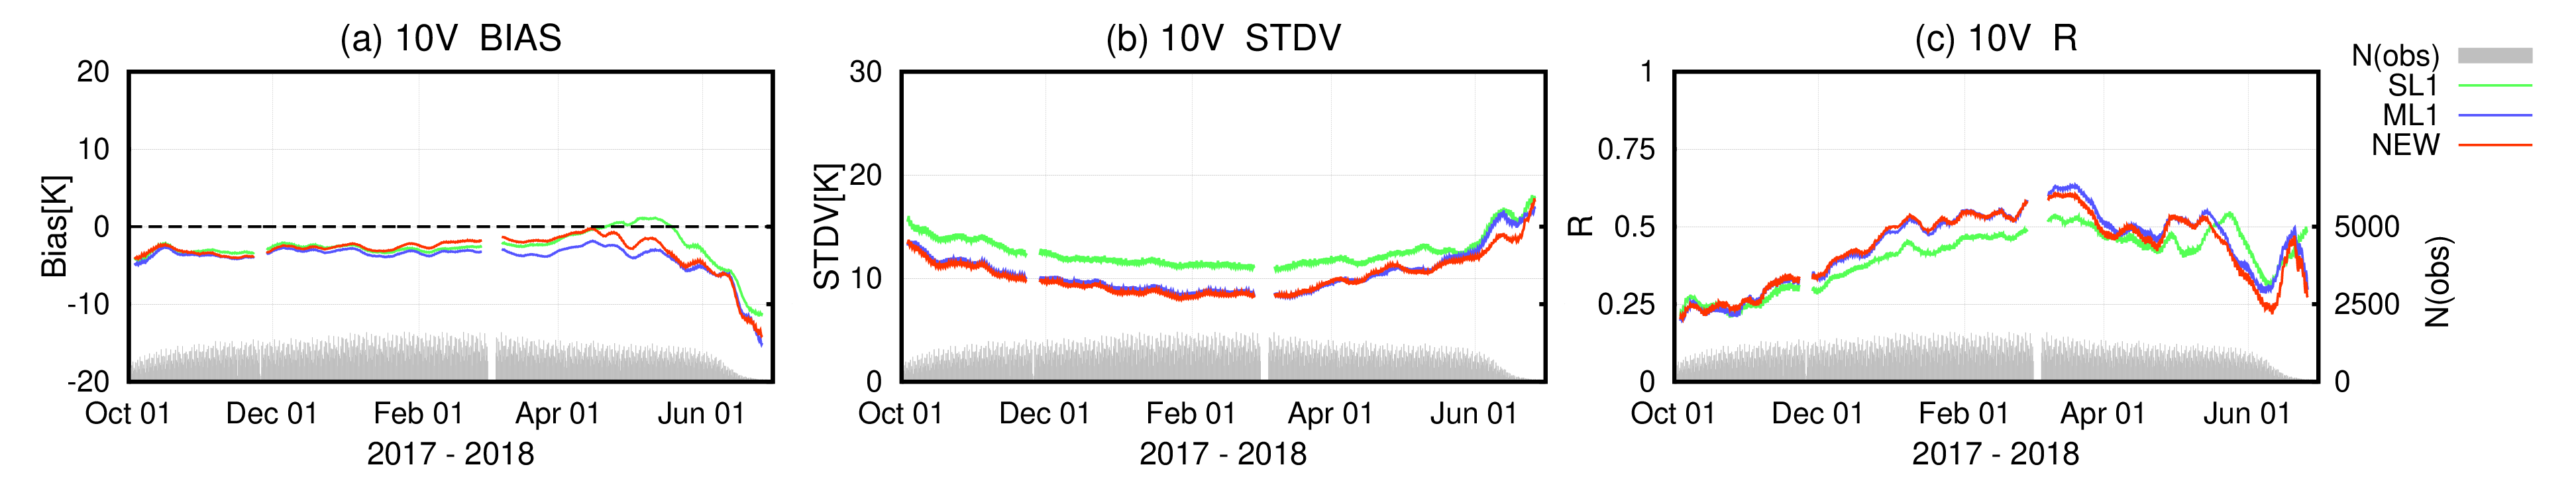 (a) 10V BIAS
20
10
0
-10
-20
Bias[K]
Oct 01 Dec 01 Feb 01 Apr 01 Jun 01
2017 - 2018
(b) 10V STDV
30
20
10
0
STDV[K]
Oct 01 Dec 01 Feb 01 Apr 01 Jun 01
2017 - 2018
(c) 10V R
1
0.75
0.5
0.25
0
R
5000
2500
0
N(obs)
Oct 01 Dec 01 Feb 01 Apr 01 Jun 01
2017 - 2018
N(obs)
SL1
ML1
NEW